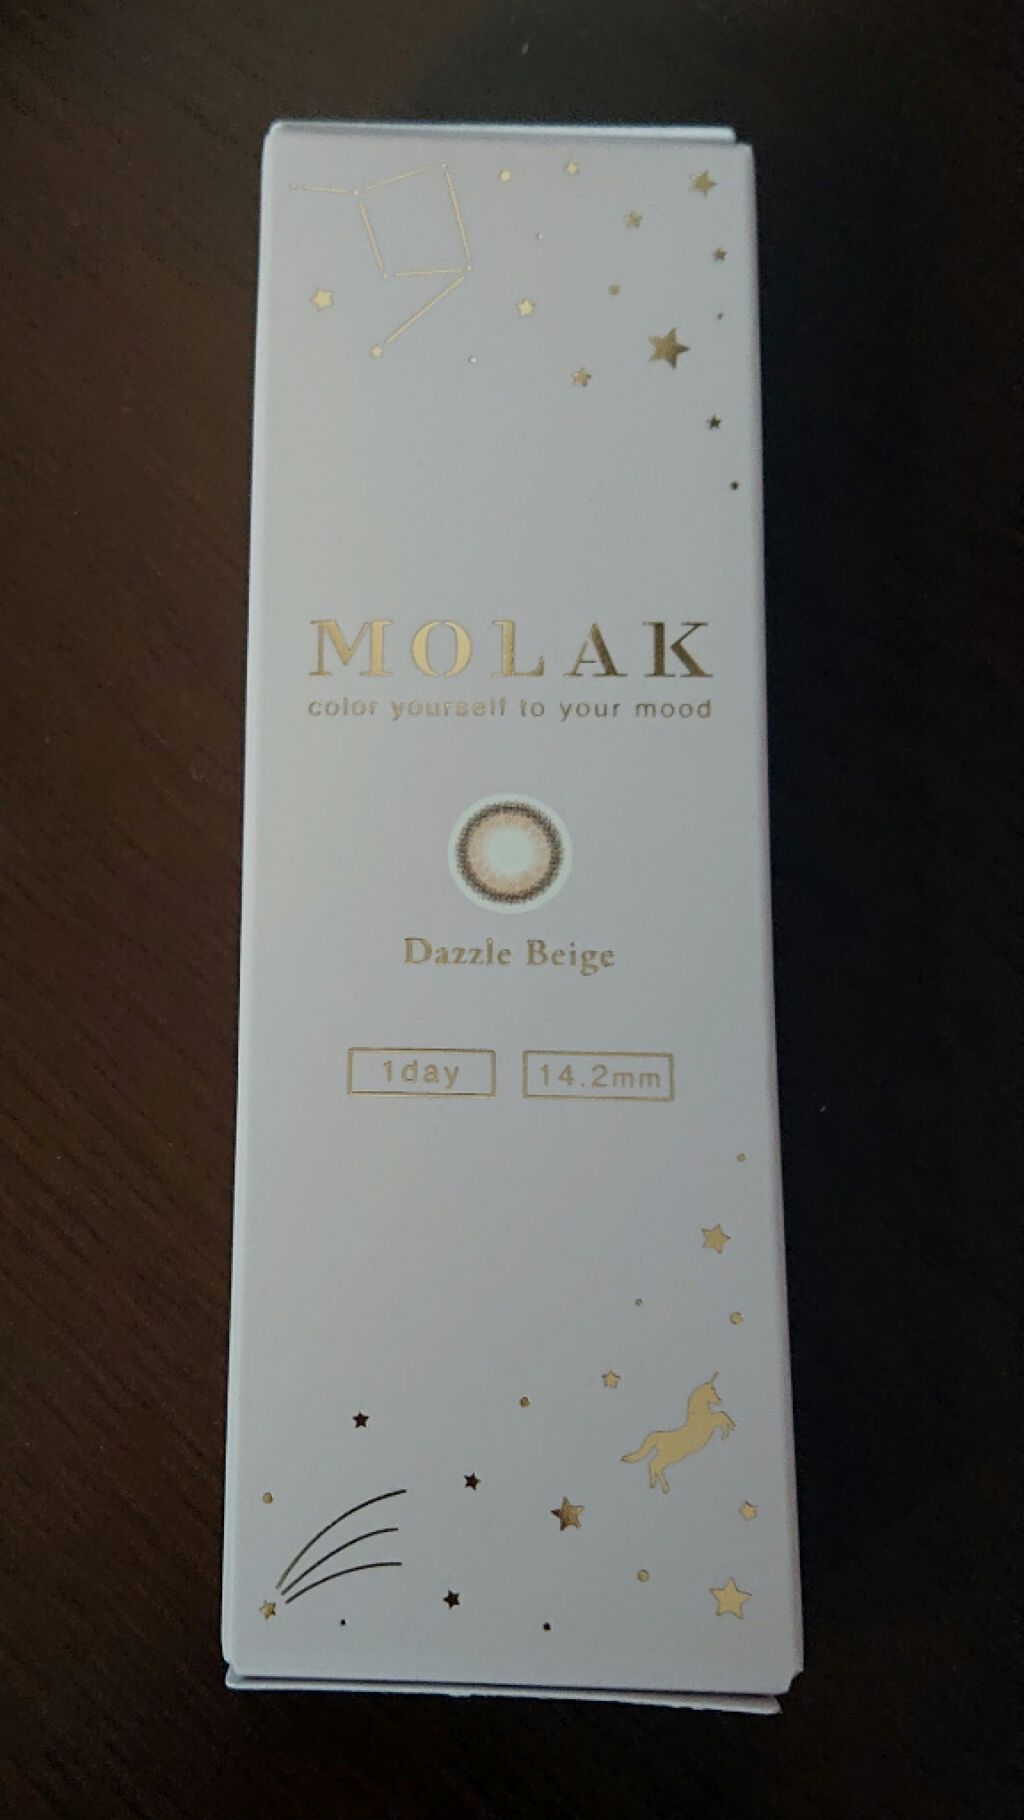 MOLAK
color yourself to your mood
Dazzle Beige
1day
14.2mm